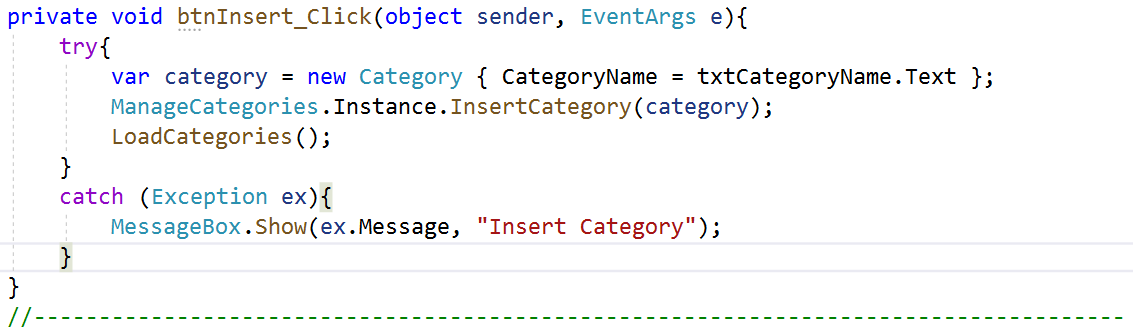 private void btnInsert_Click(object sender, EventArgs e){
    try{
        var category = new Category { CategoryName = txtCategoryName.Text };
        ManageCategories.Instance.InsertCategory(category);
        LoadCategories();
    }
    catch (Exception ex){
        MessageBox.Show(ex.Message, "Insert Category");
    }
}
//------------------------------------------------------------------------------------